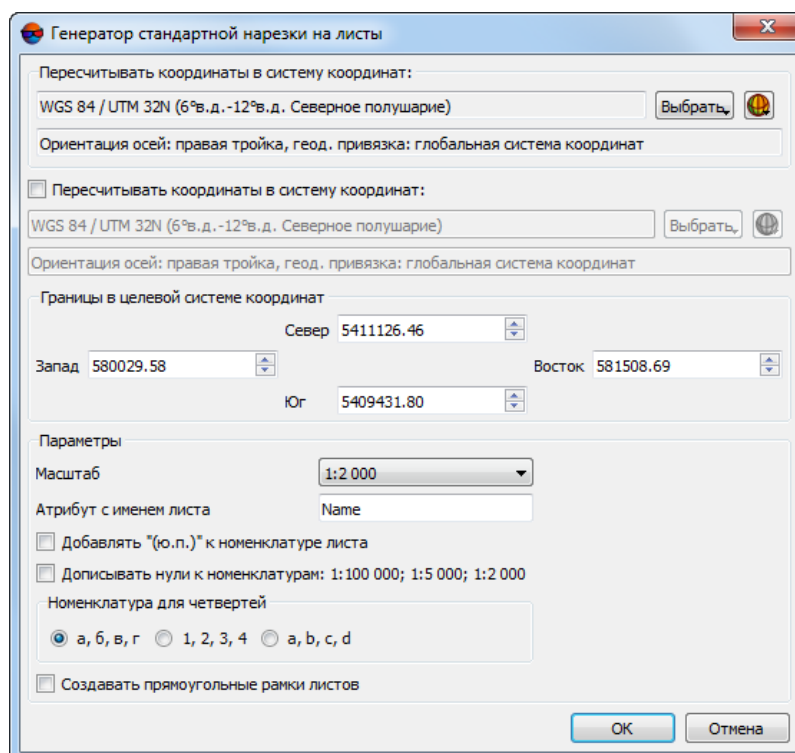 Генератор стандартной нарезки на листы
Пересчитывать координаты в систему координат:
WGS 84 / UTM 32N (6°в.д.-12°в.д. Северное полушарие)
Выбрать
Ориентация осей: правая тройка, геод. привязка: глобальная система координат
Пересчитывать координаты в систему координат:
WGS 84 / UTM 32N (6°в.д.-12°в.д. Северное полушарие)
Выбрать
Ориентация осей: правая тройка, геод. привязка: глобальная система координат
Границы в целевой системе координат
Север 5411126.46
Запад 580029.58
Восток 581508.69
Юг 5409431.80
Параметры
Масштаб 1:2 000
Атрибут с именем листа Name
Добавлять "(ю.п.)" к номенклатуре листа
Дописывать нули к номенклатурам: 1:100 000; 1:5 000; 1:2 000
Номенклатура для четвертей
а, б, в, г 1, 2, 3, 4 a, b, c, d
Создавать прямоугольные рамки листов
OK Отмена